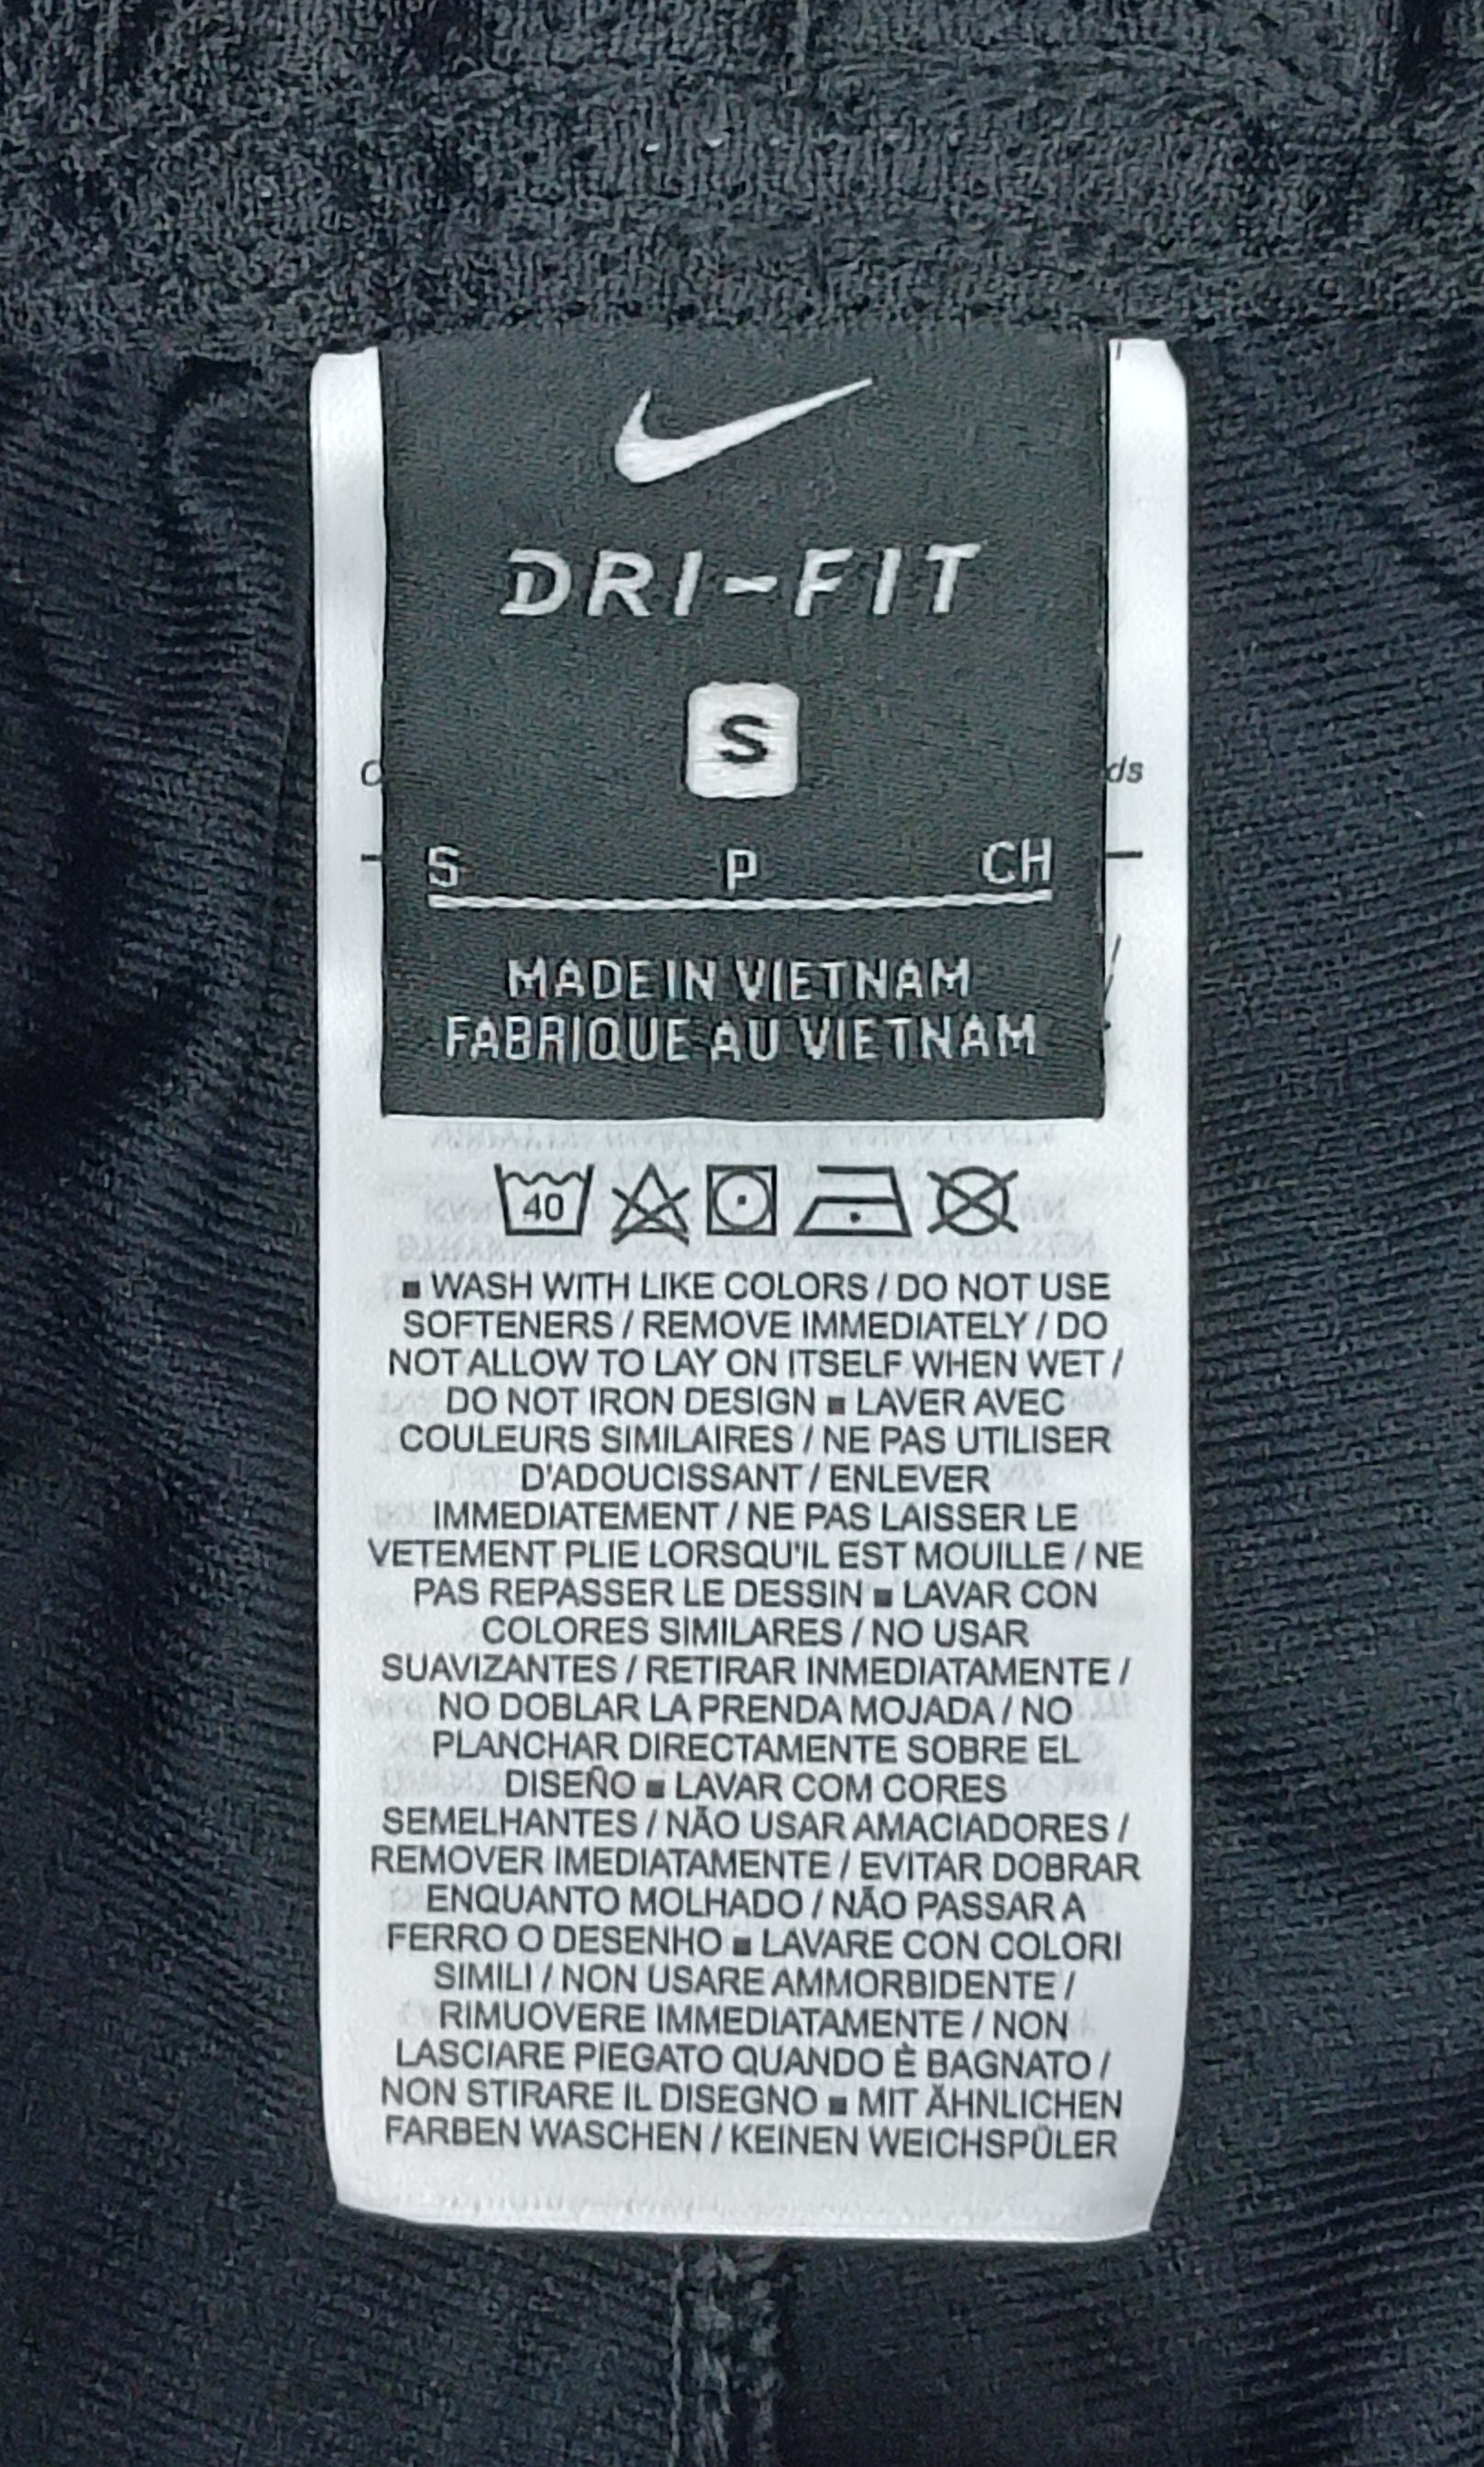 DRI-FIT
S
S P CH
MADE IN VIETNAM
FABRIQUE AU VIETNAM
ds
40
■ WASH WITH LIKE COLORS / DO NOT USE
SOFTENERS / REMOVE IMMEDIATELY / DO
NOT ALLOW TO LAY ON ITSELF WHEN WET /
DO NOT IRON DESIGN ■ LAVER AVEC
COULEURS SIMILAIRES / NE PAS UTILISER
D'ADOUCISSANT / ENLEVER
IMMEDIATEMENT / NE PAS LAISSER LE
VETEMENT PLIE LORSQU'IL EST MOUILLE / NE
PAS REPASSER LE DESSIN ■ LAVAR CON
COLORES SIMILARES / NO USAR
SUAVIZANTES / RETIRAR INMEDIATAMENTE /
NO DOBLAR LA PRENDA MOJADA / NO
PLANCHAR DIRECTAMENTE SOBRE EL
DISEÑO ■ LAVAR COM CORES
SEMELHANTES / NÃO USAR AMACIADORES /
REMOVER IMEDIATAMENTE / EVITAR DOBRAR
ENQUANTO MOLHADO / NÃO PASSAR A
FERRO O DESENHO ■ LAVARE CON COLORI
SIMILI / NON USARE AMMORBIDENTE /
RIMUOVERE IMMEDIATAMENTE / NON
LASCIARE PIEGATO QUANDO È BAGNATO /
NON STIRARE IL DISEGNO ■ MIT ÄHNLICHEN
FARBEN WASCHEN / KEINEN WEICHSPÜLER